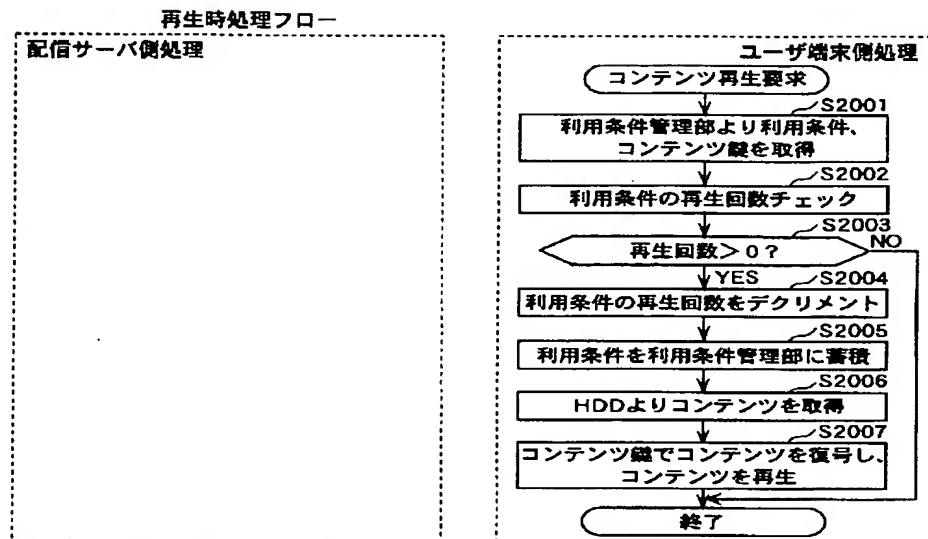 再生時処理フロー
配信サーバ側処理
ユーザ端末側処理
コンテンツ再生要求
S2001
利用条件管理部より利用条件、
コンテンツ鍵を取得
S2002
利用条件の再生回数チェック
S2003
再生回数＞0？
NO
YES
S2004
利用条件の再生回数をデクリメント
S2005
利用条件を利用条件管理部に蓄積
S2006
HDDよりコンテンツを取得
S2007
コンテンツ鍵でコンテンツを復号し、
コンテンツを再生
終了